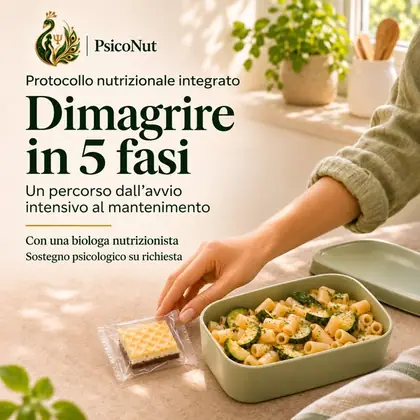 PsicoNut
Protocollo nutrizionale integrato
Dimagrire
in 5 fasi
Un percorso dall’avvio
intensivo al mantenimento
Con una biologa nutrizionista
Sostegno psicologico su richiesta